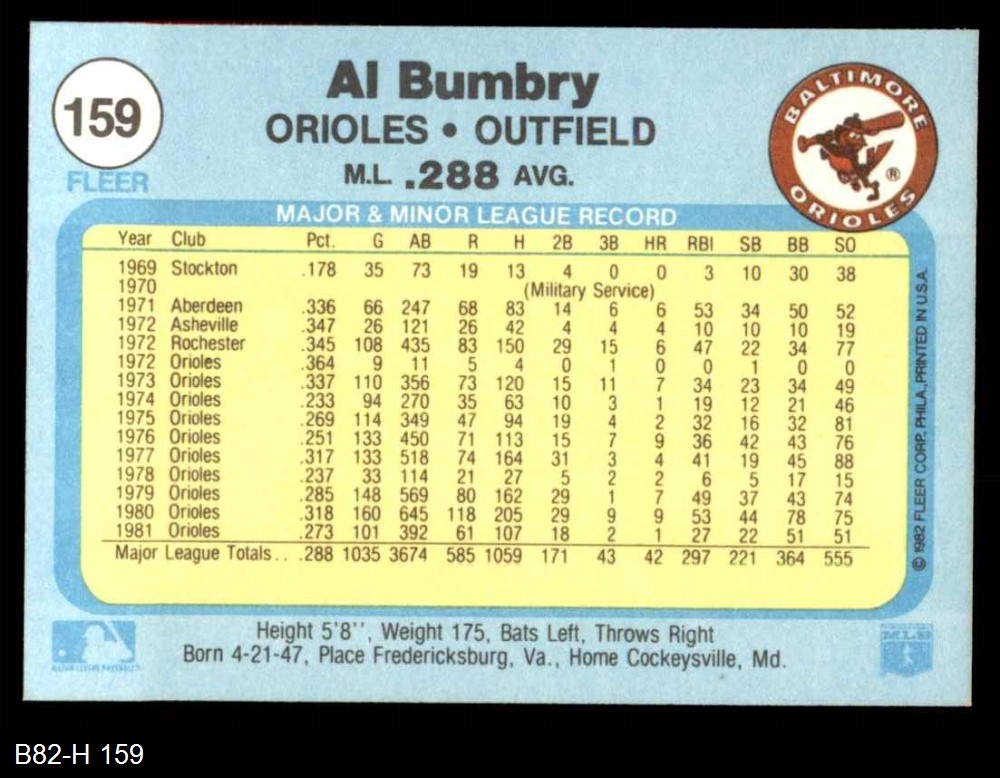 159
FLEER
Al Bumbry
ORIOLES • OUTFIELD
M.L. .288 AVG.
BALTIMORE
ORIOLES
®
MAJOR & MINOR LEAGUE RECORD
Year Club Pct. G AB R H 2B 3B HR RBI SB BB SO
1969 Stockton .178 35 73 19 13 4 0 0 3 10 30 38
1970 (Military Service)
1971 Aberdeen .336 66 247 68 83 14 6 6 53 34 50 52
1972 Asheville .347 26 121 26 42 4 4 4 10 10 10 19
1972 Rochester .345 108 435 83 150 29 15 6 47 22 34 77
1972 Orioles .364 9 11 5 4 0 1 0 0 1 0 0
1973 Orioles .337 110 356 73 120 15 11 7 34 23 34 49
1974 Orioles .233 94 270 35 63 10 3 1 19 12 21 46
1975 Orioles .269 114 349 47 94 19 4 2 32 16 32 81
1976 Orioles .251 133 450 71 113 15 7 9 36 42 43 76
1977 Orioles .317 133 518 74 164 31 3 4 41 19 45 88
1978 Orioles .237 33 114 21 27 5 2 2 6 5 17 15
1979 Orioles .285 148 569 80 162 29 1 7 49 37 43 74
1980 Orioles .318 160 645 118 205 29 9 9 53 44 78 75
1981 Orioles .273 101 392 61 107 18 2 1 27 22 51 51
Major League Totals. . .288 1035 3674 585 1059 171 43 42 297 221 364 555
© 1982 FLEER CORP. PHILA., PRINTED IN U.S.A.
Height 5'8'', Weight 175, Bats Left, Throws Right
Born 4-21-47, Place Fredericksburg, Va., Home Cockeysville, Md.
MAJOR LEAGUE BASEBALL
B82-H 159